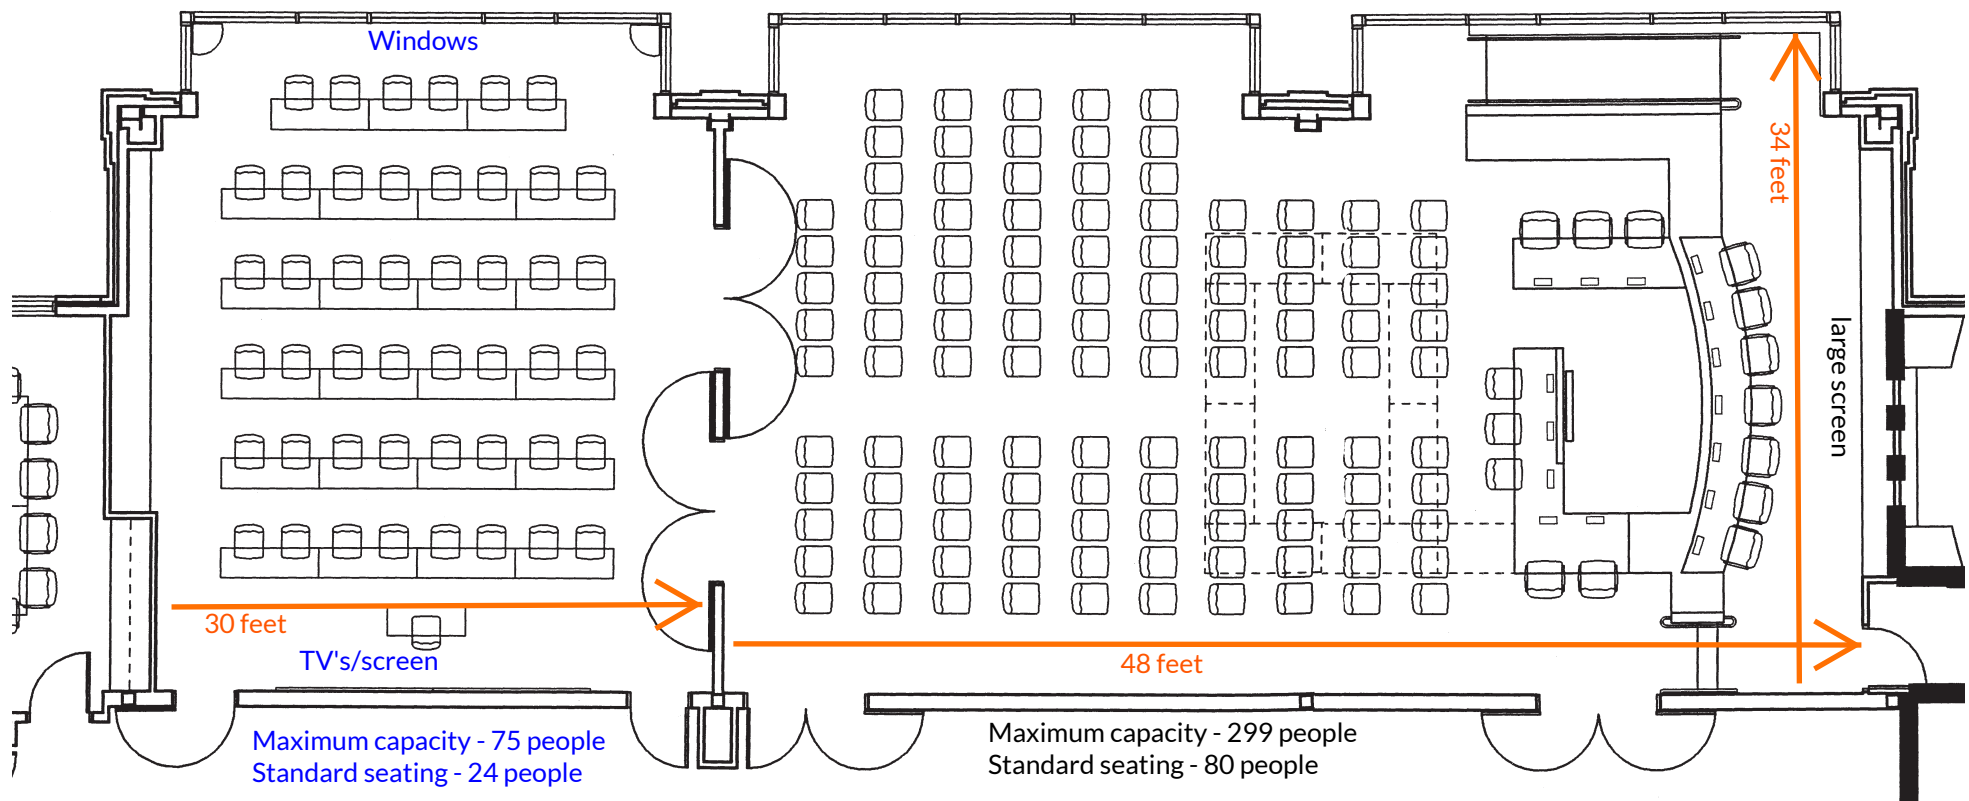 Windows
34 feet
large screen
30 feet
TV's/screen
48 feet
Maximum capacity - 75 people
Standard seating - 24 people
Maximum capacity - 299 people
Standard seating - 80 people